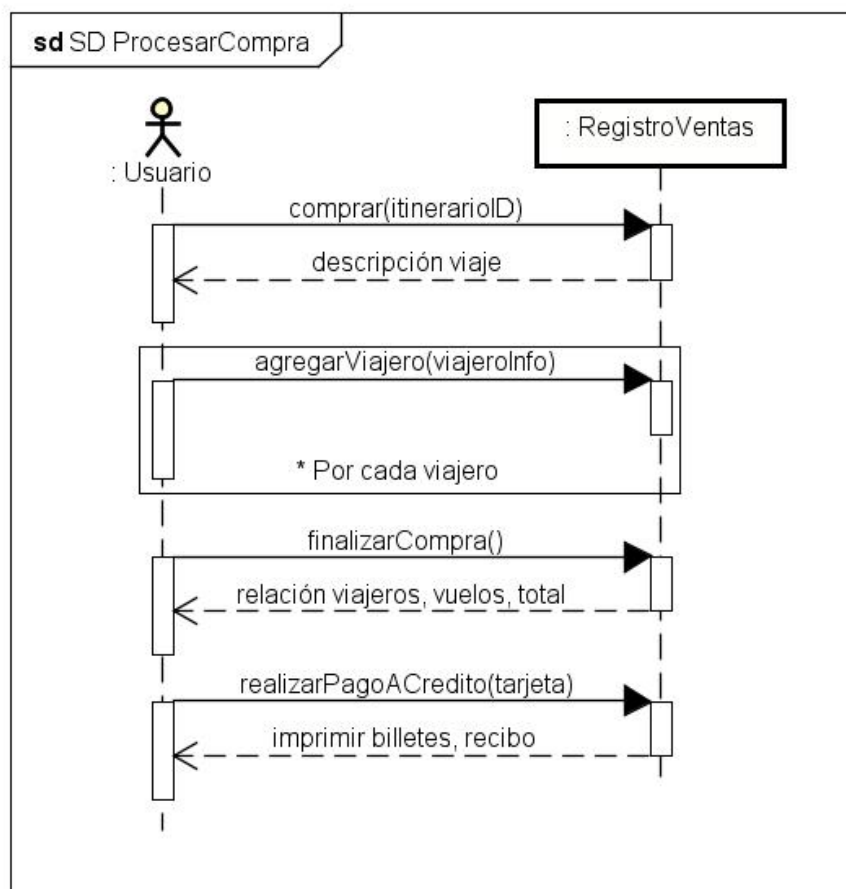 sd SD ProcesarCompra
: Usuario
: RegistroVentas
comprar(itinerarioID)
descripción viaje
agregarViajero(viajeroInfo)
* Por cada viajero
finalizarCompra()
relación viajeros, vuelos, total
realizarPagoACredito(tarjeta)
imprimir billetes, recibo